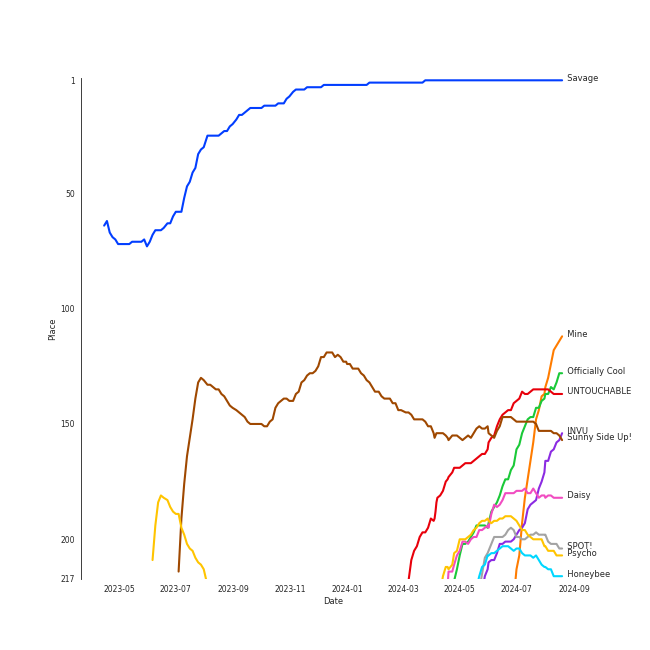 1
Savage
50
100
Mine
Officially Cool
UNTOUCHABLE
150
INVU
Sunny Side Up!
Daisy
200
SPOT!
Psycho
217
Honeybee
2023-05
2023-07
2023-09
2023-11
2024-01
2024-03
2024-05
2024-07
2024-09
Date
Place